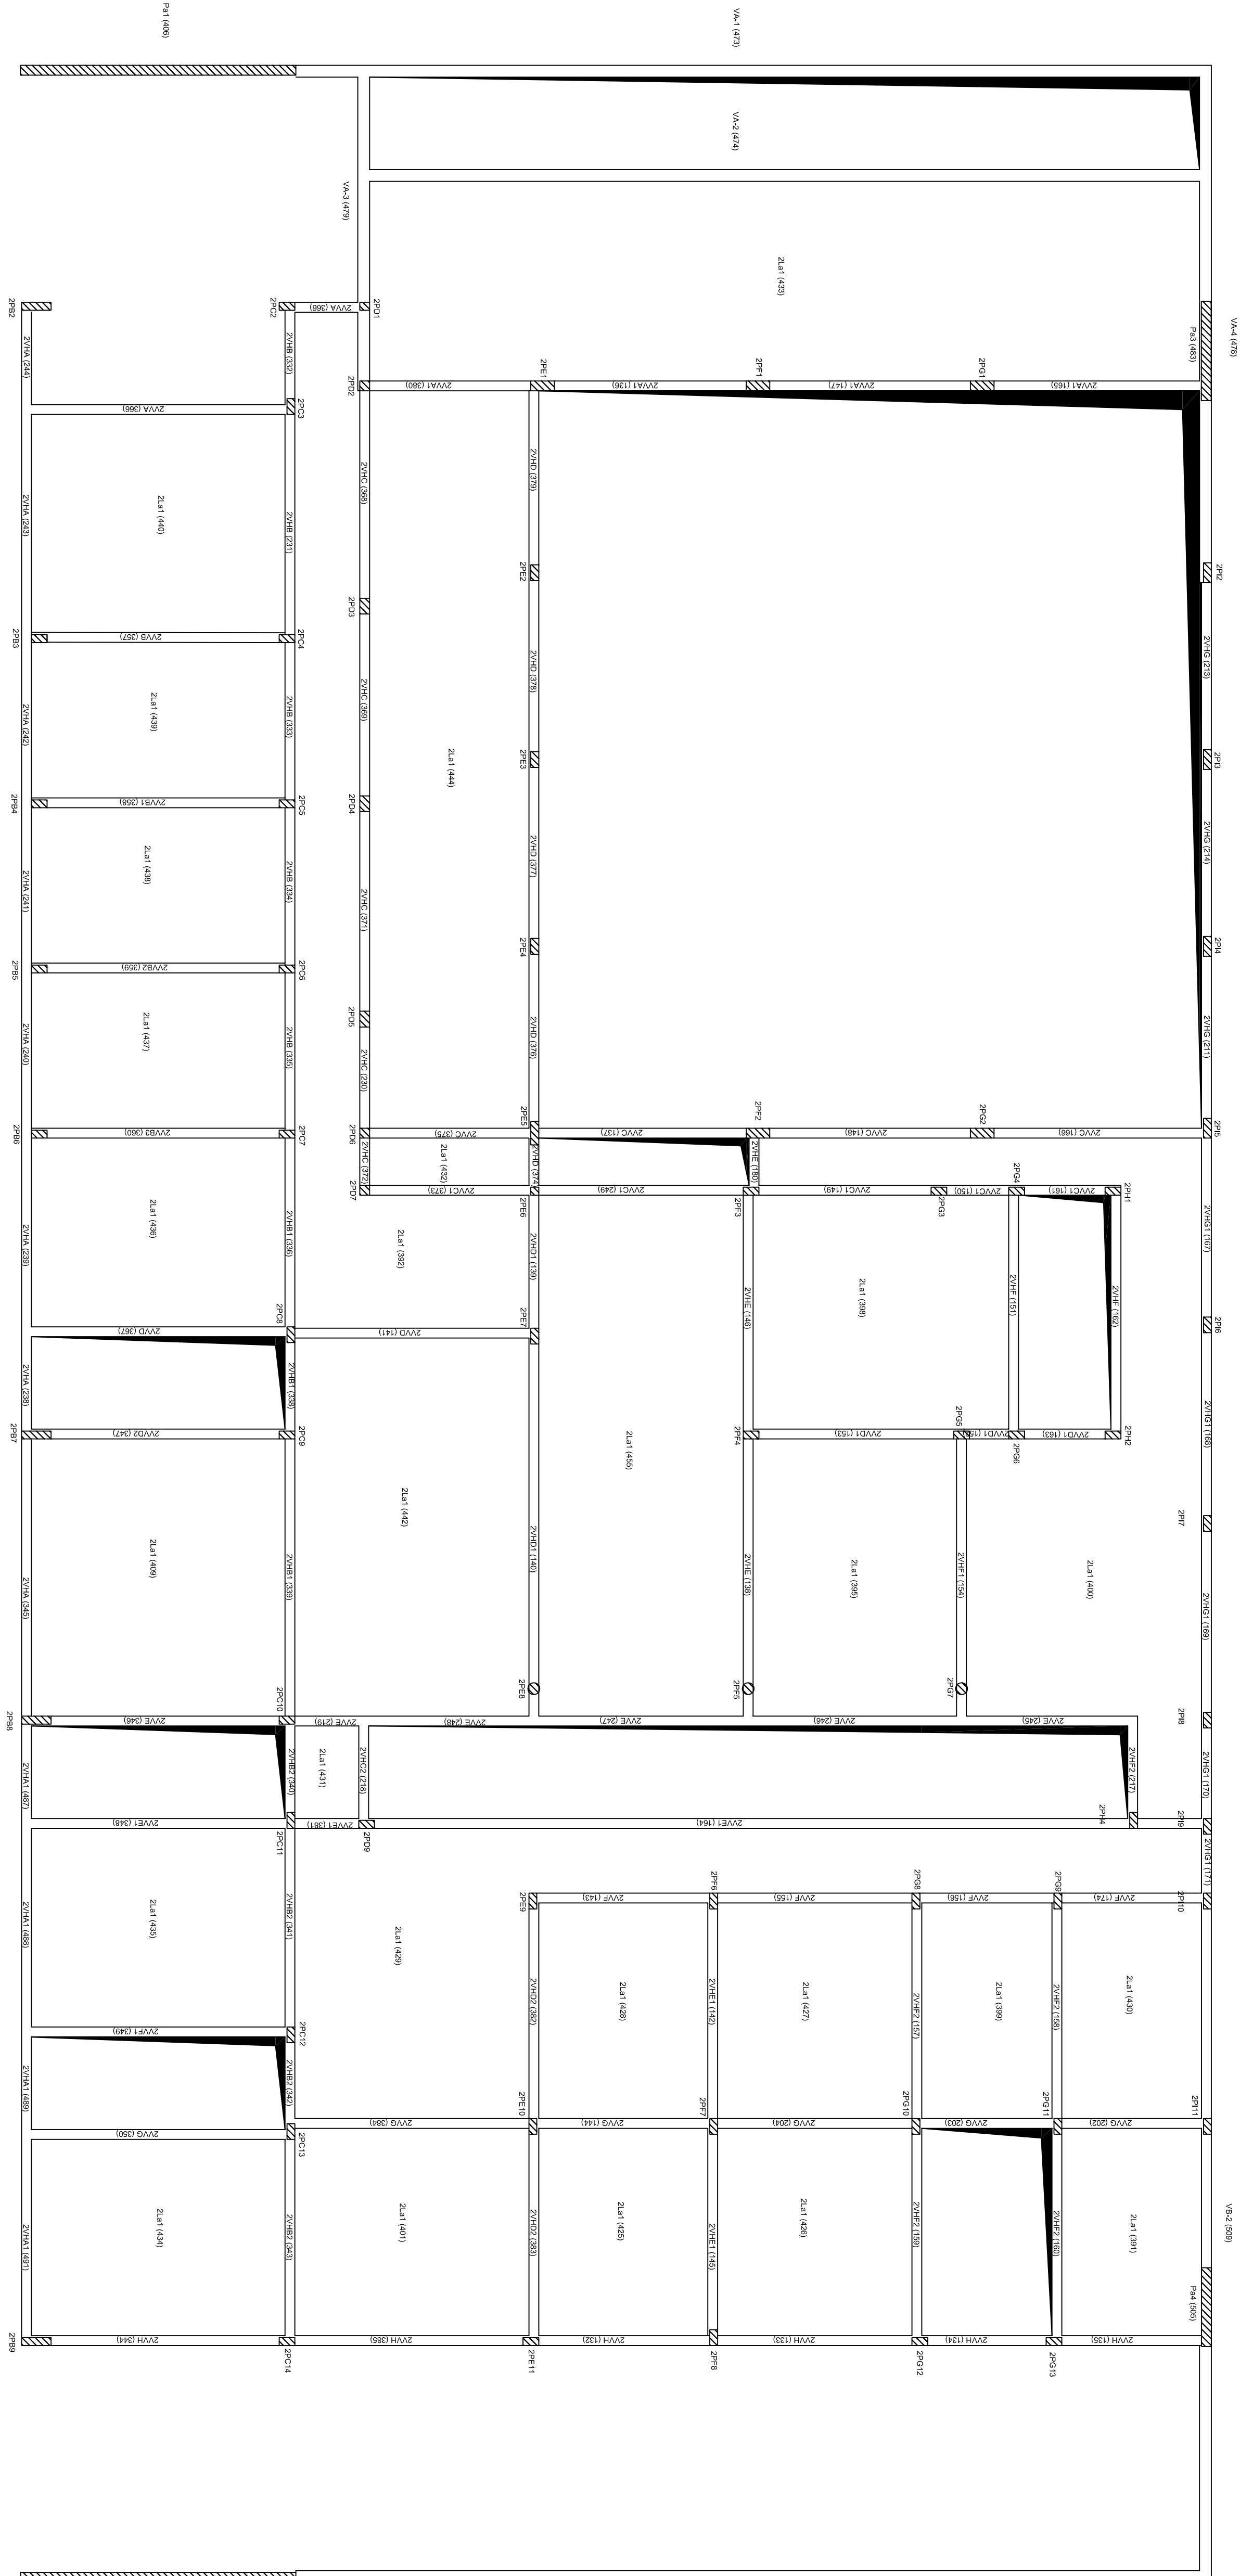 Pa1 (406)
VA-1 (473)
VA-2 (474)
VA-3 (479)
2La1 (433)
VA-4 (478)
Pa3 (483)
2PB2
2PC2
2VVA (366)
2PD1
2VHA (244)
2VHB (332)
2PD2
2VVA1 (380)
2PE1
2VVA1 (136)
2PF1
2VVA1 (147)
2PG1
2VVA1 (165)
2VVA (366)
2PC3
2VHA (243)
2La1 (440)
2VHB (231)
2VHC (368)
2VHD (379)
2PI2
2PE2
2PD3
2PB3
2VVB (357)
2PC4
2VHA (242)
2La1 (439)
2VHB (333)
2VHC (369)
2VHD (378)
2VHG (213)
2La1 (444)
2PE3
2PI3
2PB4
2VVB1 (358)
2PC5
2PD4
2VHA (241)
2La1 (438)
2VHB (334)
2VHC (371)
2VHD (377)
2VHG (214)
2PE4
2PI4
2PB5
2VVB2 (359)
2PC6
2PD5
2VHA (240)
2La1 (437)
2VHB (335)
2VHC (230)
2VHD (376)
2VHG (211)
2PB6
2VVB3 (360)
2PC7
2PD6
2VVC (375)
2PE5
2VVC (137)
2PF2
2VVC (148)
2PG2
2VVC (166)
2PI5
2VHC (372)
2La1 (432)
2VHD (374)
2VHE (180)
2PD7
2VVC1 (373)
2PE6
2VVC1 (249)
2PF3
2VVC1 (149)
2PG3
2VVC1 (150)
2PG4
2VVC1 (161)
2PH1
2VHA (239)
2La1 (436)
2VHB1 (336)
2La1 (392)
2VHD1 (139)
2VHE (146)
2La1 (398)
2VHF (151)
2VHF (162)
2VHG1 (167)
2PI6
2VVD (367)
2PC8
2VVD (141)
2PE7
2VHA (238)
2VHB1 (338)
2PB7
2VVD2 (347)
2PC9
2La1 (455)
2PF4
2VVD1 (153)
2PG5
2PG6
2VVD1 (163)
2PH2
2VHG1 (168)
2PI7
2VHA (345)
2La1 (409)
2VHB1 (339)
2La1 (442)
2VHD1 (140)
2VHE (138)
2La1 (395)
2VHF1 (154)
2La1 (400)
2VHG1 (169)
2PE8
2PF5
2PG7
2PB8
2VVE (346)
2PC10
2VVE (219)
2VVE (248)
2VVE (247)
2VVE (246)
2VVE (245)
2PI8
2VHA1 (487)
2VHB2 (340)
2La1 (431)
2VHC2 (218)
2VHF2 (217)
2VHG1 (170)
2VVE1 (348)
2PC11
2VVE1 (381)
2PD9
2VVE1 (164)
2PH4
2PI9
2VHG1 (171)
2VHA1 (488)
2La1 (435)
2VHB2 (341)
2La1 (429)
2PE9
2VVF (143)
2PF6
2VVF (155)
2PG8
2VVF (156)
2PG9
2VVF (174)
2PI10
2VHD2 (382)
2La1 (428)
2VHE1 (142)
2La1 (427)
2VHF2 (157)
2La1 (399)
2VHF2 (158)
2La1 (430)
2VVF1 (349)
2PC12
2VHA1 (489)
2VHB2 (342)
2VVG (350)
2PC13
2VVG (384)
2PE10
2VVG (144)
2PF7
2VVG (204)
2PG10
2VVG (203)
2PG11
2VVG (202)
2PI11
2VHA1 (491)
2La1 (434)
2VHB2 (343)
2La1 (401)
2VHD2 (383)
2La1 (425)
2VHE1 (145)
2La1 (426)
2VHF2 (159)
2VHF2 (160)
2La1 (391)
VB-2 (509)
Pa4 (505)
2PB9
2VVH (344)
2PC14
2VVH (385)
2PE11
2VVH (132)
2PF8
2VVH (133)
2PG12
2VVH (134)
2PG13
2VVH (135)